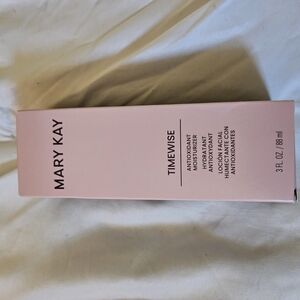 MARY KAY
TIMEWISE
ANTIOXIDANT
MOISTURIZER
HYDRATANT
ANTIOXYDANT
LOCIÓN FACIAL
HUMECTANTE CON
ANTIOXIDANTES
3 FL. OZ. / 88 ml